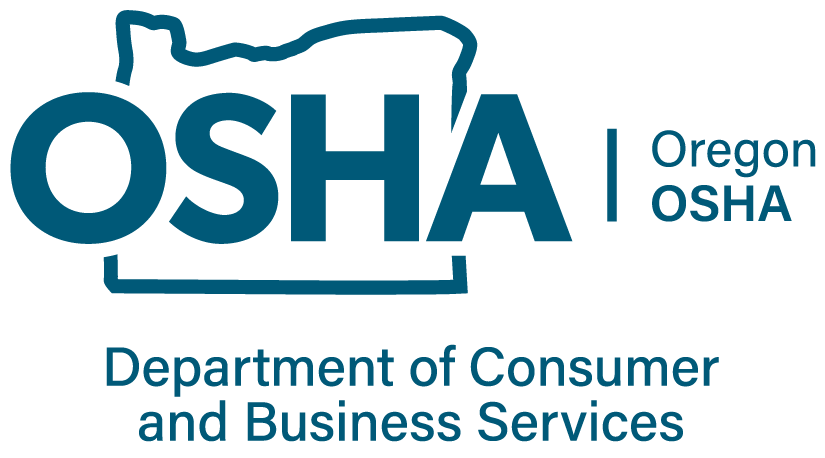 OSHA
Oregon
OSHA
Department of Consumer
and Business Services